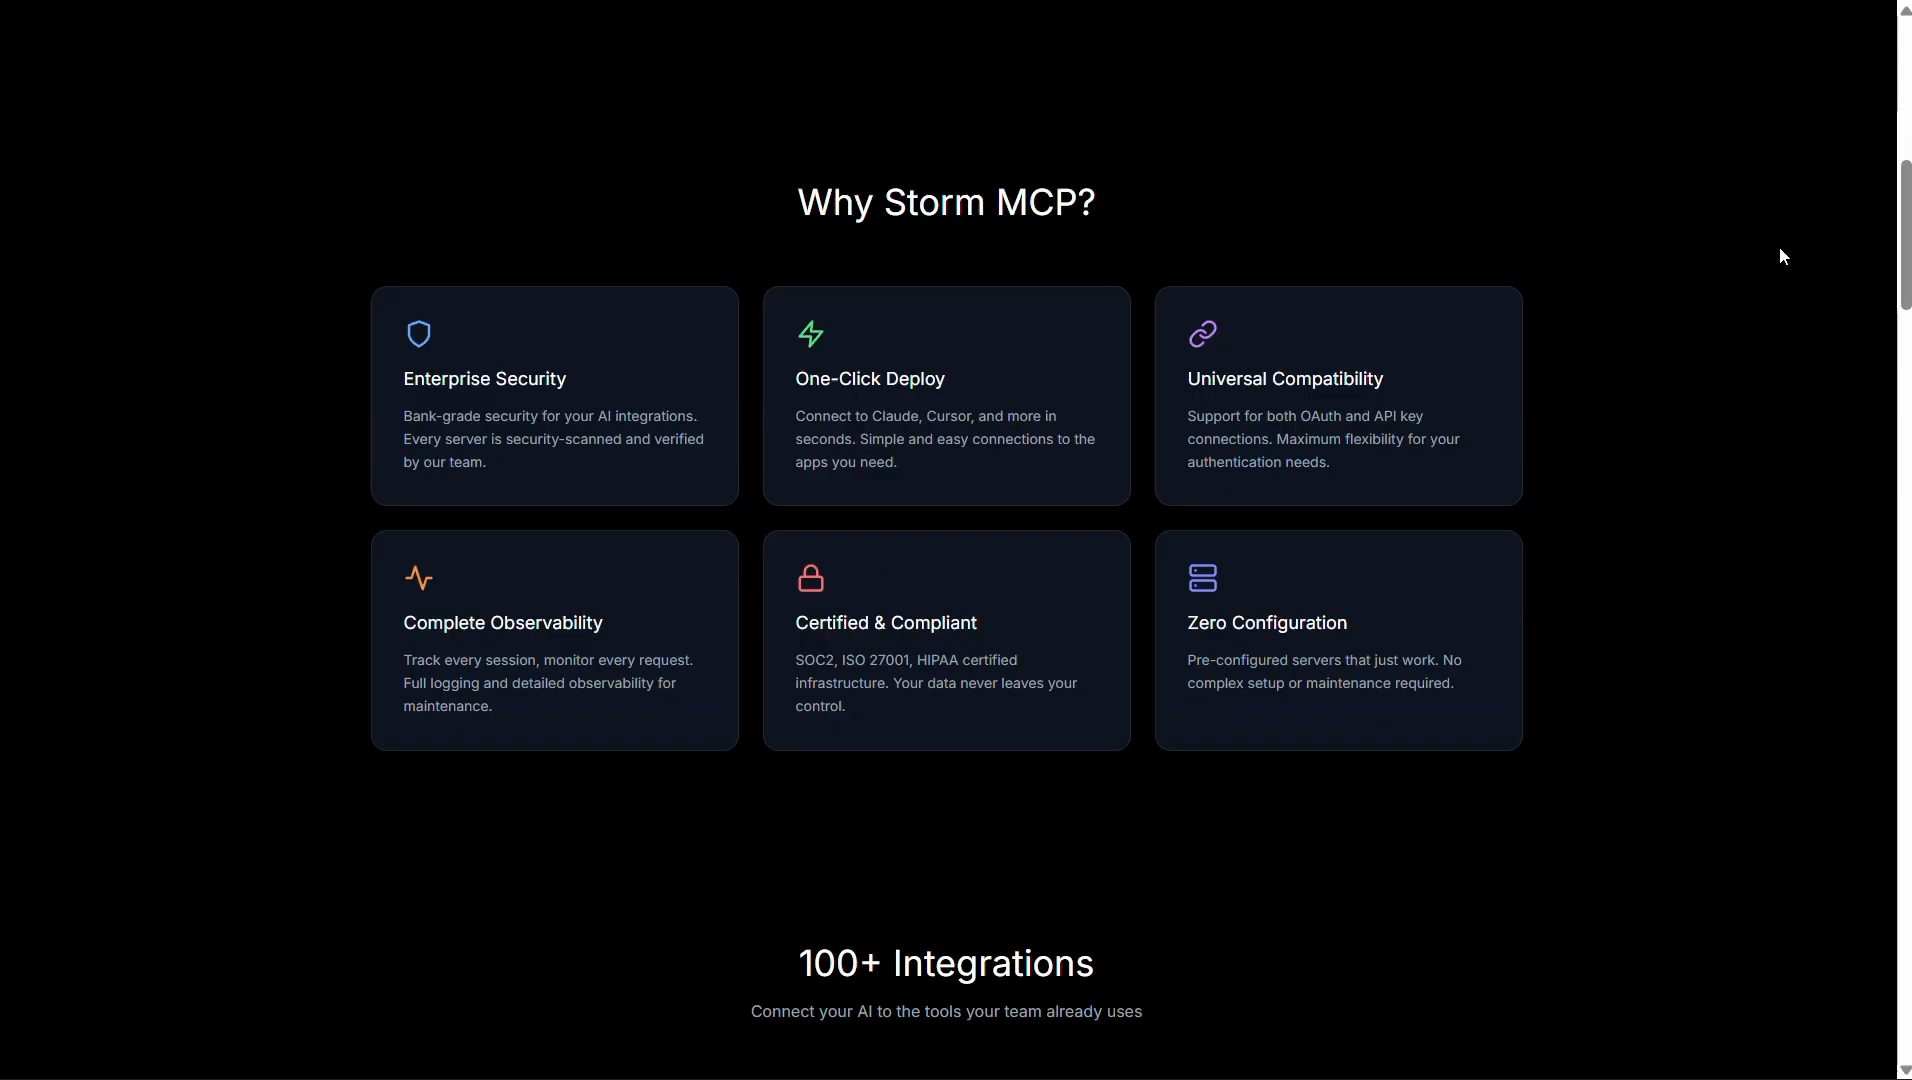 Why Storm MCP?
Enterprise Security
Bank-grade security for your AI integrations.
Every server is security-scanned and verified
by our team.
One-Click Deploy
Connect to Claude, Cursor, and more in
seconds. Simple and easy connections to the
apps you need.
Universal Compatibility
Support for both OAuth and API key
connections. Maximum flexibility for your
authentication needs.
Complete Observability
Track every session, monitor every request.
Full logging and detailed observability for
maintenance.
Certified & Compliant
SOC2, ISO 27001, HIPAA certified
infrastructure. Your data never leaves your
control.
Zero Configuration
Pre-configured servers that just work. No
complex setup or maintenance required.
100+ Integrations
Connect your AI to the tools your team already uses